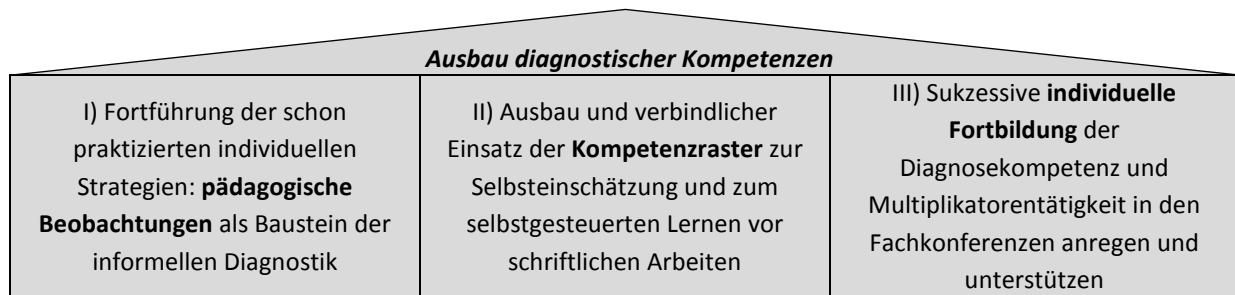 Ausbau diagnostischer Kompetenzen
I) Fortführung der schon
praktizierten individuellen
Strategien: pädagogische
Beobachtungen als Baustein der
informellen Diagnostik
II) Ausbau und verbindlicher
Einsatz der Kompetenzraster zur
Selbsteinschätzung und zum
selbstgesteuerten Lernen vor
schriftlichen Arbeiten
III) Sukzessive individuelle
Fortbildung der
Diagnosekompetenz und
Multiplikatorentätigkeit in den
Fachkonferenzen anregen und
unterstützen